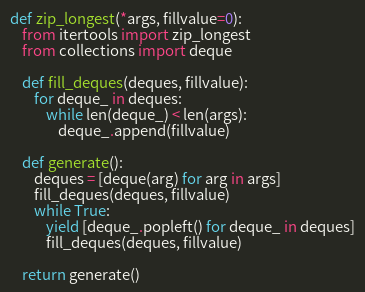 def zip_longest(*args, fillvalue=0):
    from itertools import zip_longest
    from collections import deque

    def fill_deques(deques, fillvalue):
        for deque_ in deques:
            while len(deque_) < len(args):
                deque_.append(fillvalue)

    def generate():
        deques = [deque(arg) for arg in args]
        fill_deques(deques, fillvalue)
        while True:
            yield [deque_.popleft() for deque_ in deques]
            fill_deques(deques, fillvalue)

    return generate()